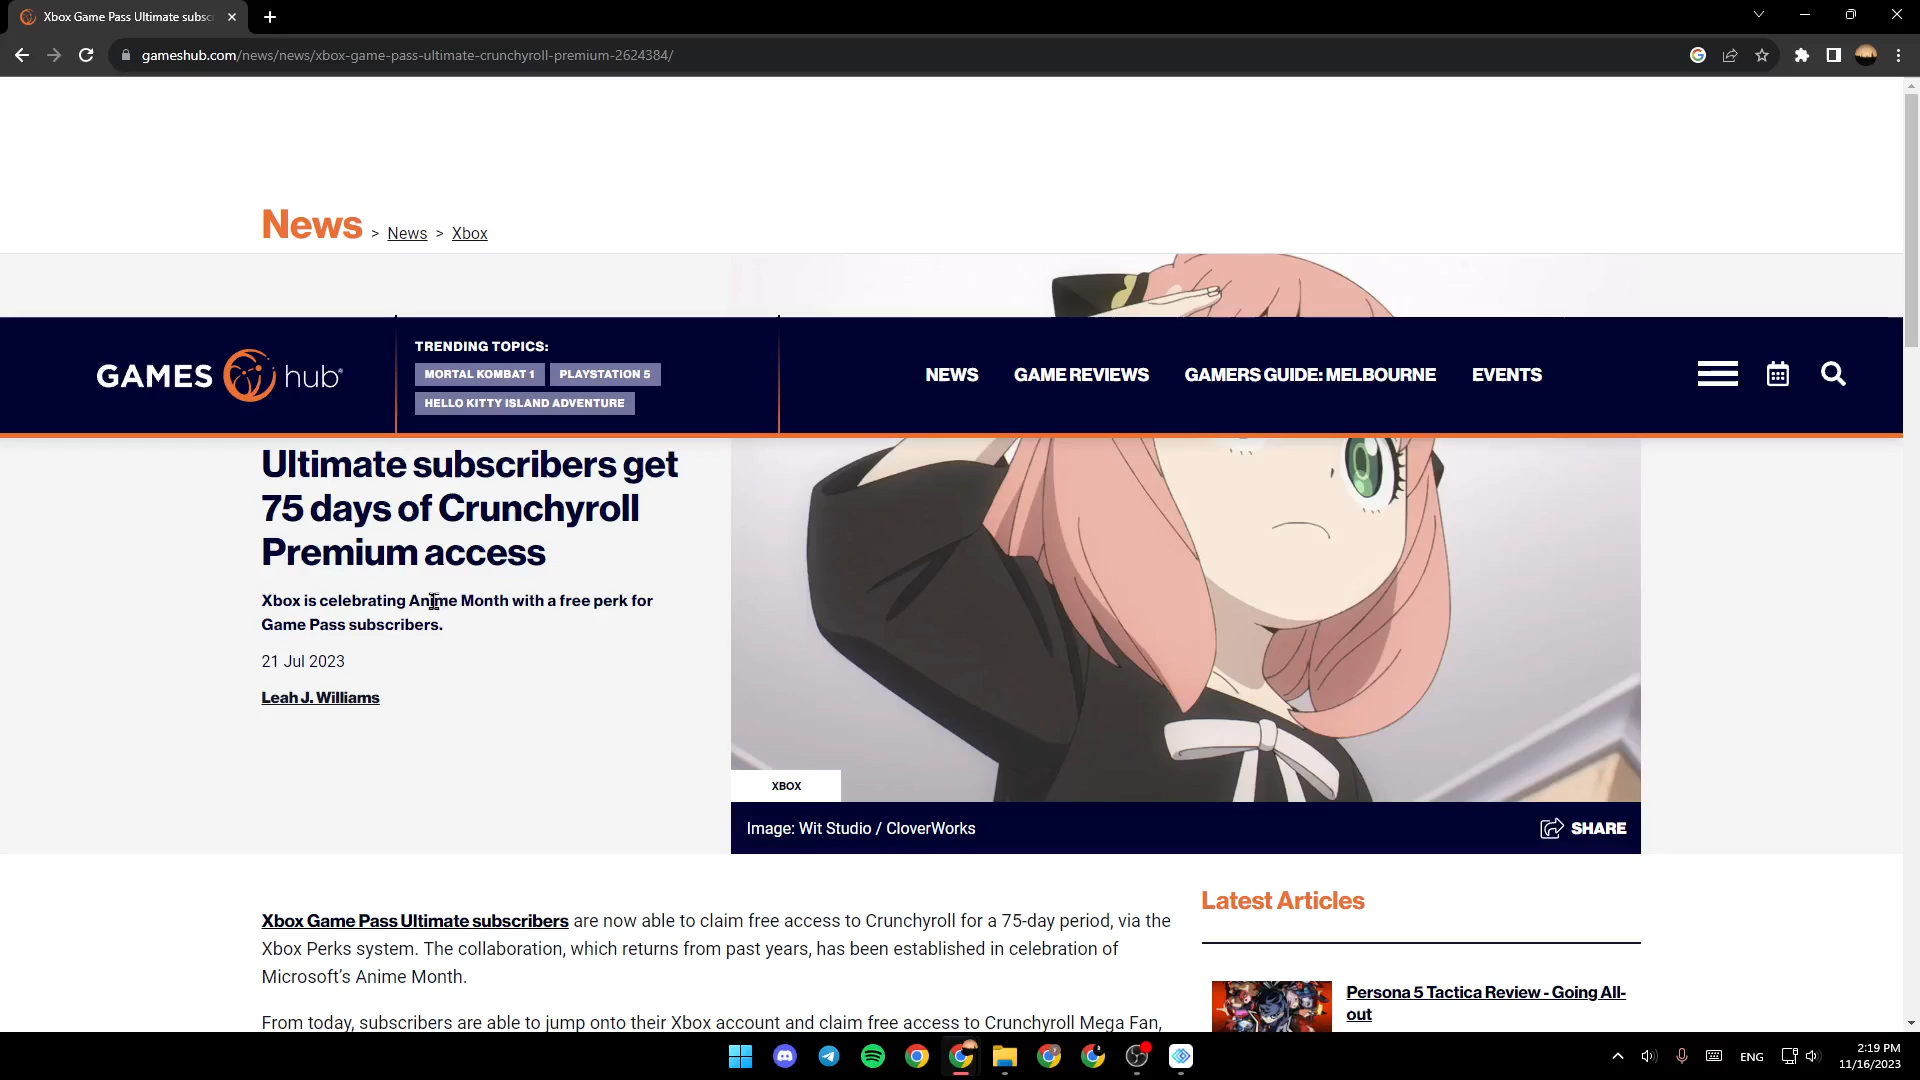 Xbox Game Pass Ultimate subsc
gameshub.com/news/news/xbox-game-pass-ultimate-crunchyroll-premium-2624384/
News > News > Xbox
GAMES hub
TRENDING TOPICS:
MORTAL KOMBAT 1 PLAYSTATION 5
HELLO KITTY ISLAND ADVENTURE
NEWS GAME REVIEWS GAMERS GUIDE: MELBOURNE EVENTS
Ultimate subscribers get
75 days of Crunchyroll
Premium access
Xbox is celebrating Anime Month with a free perk for
Game Pass subscribers.
21 Jul 2023
Leah J. Williams
XBOX
Image: Wit Studio / CloverWorks
SHARE
Xbox Game Pass Ultimate subscribers are now able to claim free access to Crunchyroll for a 75-day period, via the
Xbox Perks system. The collaboration, which returns from past years, has been established in celebration of
Microsoft's Anime Month.
From today, subscribers are able to jump onto their Xbox account and claim free access to Crunchyroll Mega Fan,
Latest Articles
Persona 5 Tactica Review - Going All-
out
ENG
2:19 PM
11/16/2023